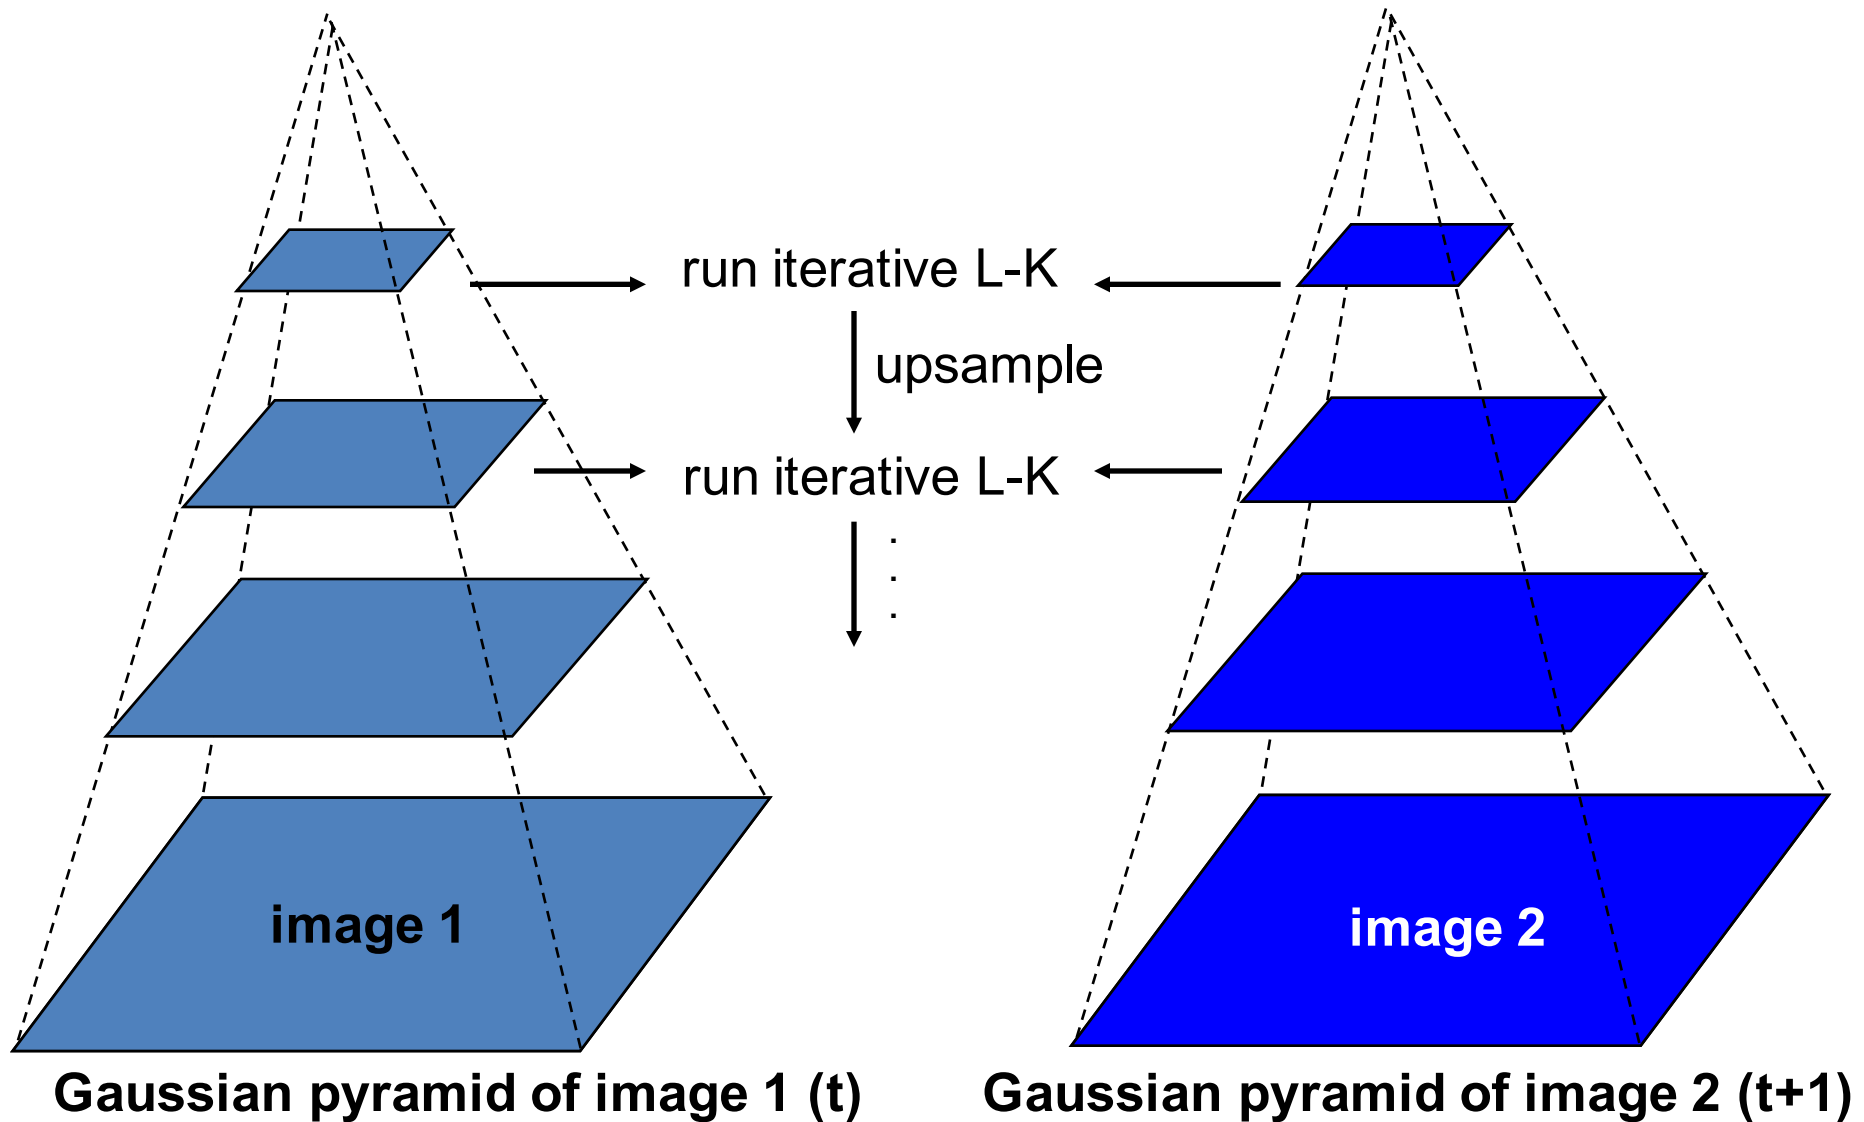 run iterative L-K
upsample
run iterative L-K
.
.
.
image 1
image 2
Gaussian pyramid of image 1 (t)
Gaussian pyramid of image 2 (t+1)